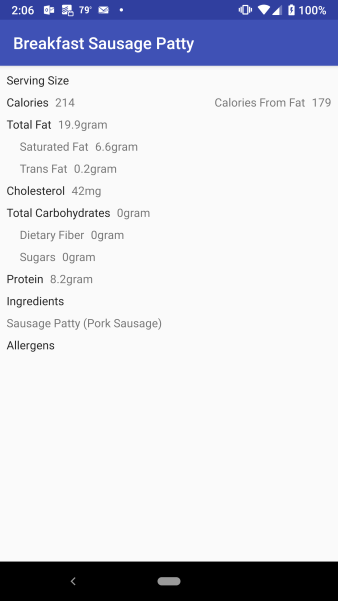 2:06 79° 100%
Breakfast Sausage Patty
Serving Size
Calories 214 Calories From Fat 179
Total Fat 19.9gram
Saturated Fat 6.6gram
Trans Fat 0.2gram
Cholesterol 42mg
Total Carbohydrates 0gram
Dietary Fiber 0gram
Sugars 0gram
Protein 8.2gram
Ingredients
Sausage Patty (Pork Sausage)
Allergens